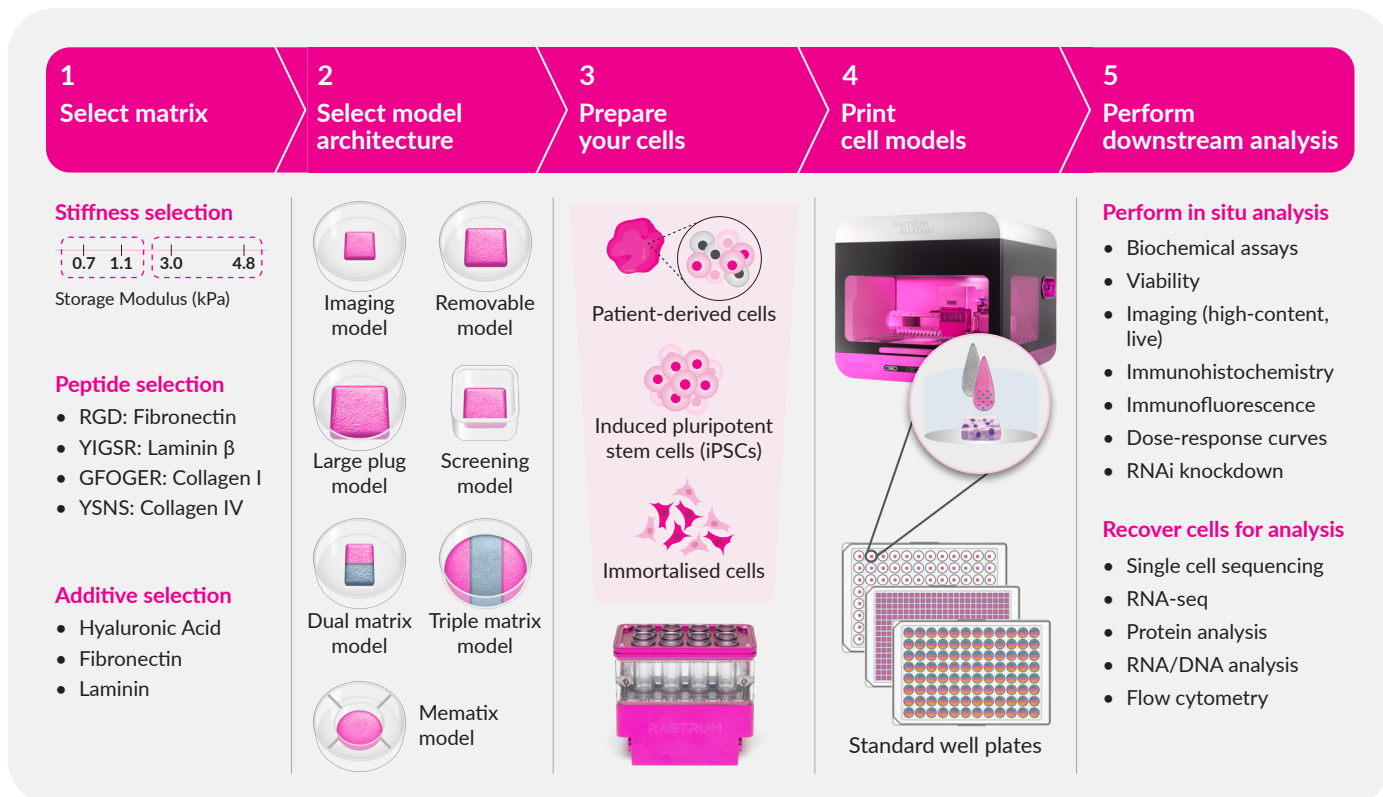 1
Select matrix
2
Select model
architecture
3
Prepare
your cells
4
Print
cell models
5
Perform
downstream analysis
Stiffness selection
0.7 1.1 3.0 4.8
Storage Modulus (kPa)
Peptide selection
• RGD: Fibronectin
• YIGSR: Laminin β
• GFOGER: Collagen I
• YSNS: Collagen IV
Additive selection
• Hyaluronic Acid
• Fibronectin
• Laminin
Imaging
model
Removable
model
Large plug
model
Screening
model
Dual matrix
model
Triple matrix
model
Mematix
model
Patient-derived cells
Induced pluripotent
stem cells (iPSCs)
Immortalised cells
RASTRUM
RASTRUM
ALLEGRO
Standard well plates
Perform in situ analysis
• Biochemical assays
• Viability
• Imaging (high-content,
live)
• Immunohistochemistry
• Immunofluorescence
• Dose-response curves
• RNAi knockdown
Recover cells for analysis
• Single cell sequencing
• RNA-seq
• Protein analysis
• RNA/DNA analysis
• Flow cytometry